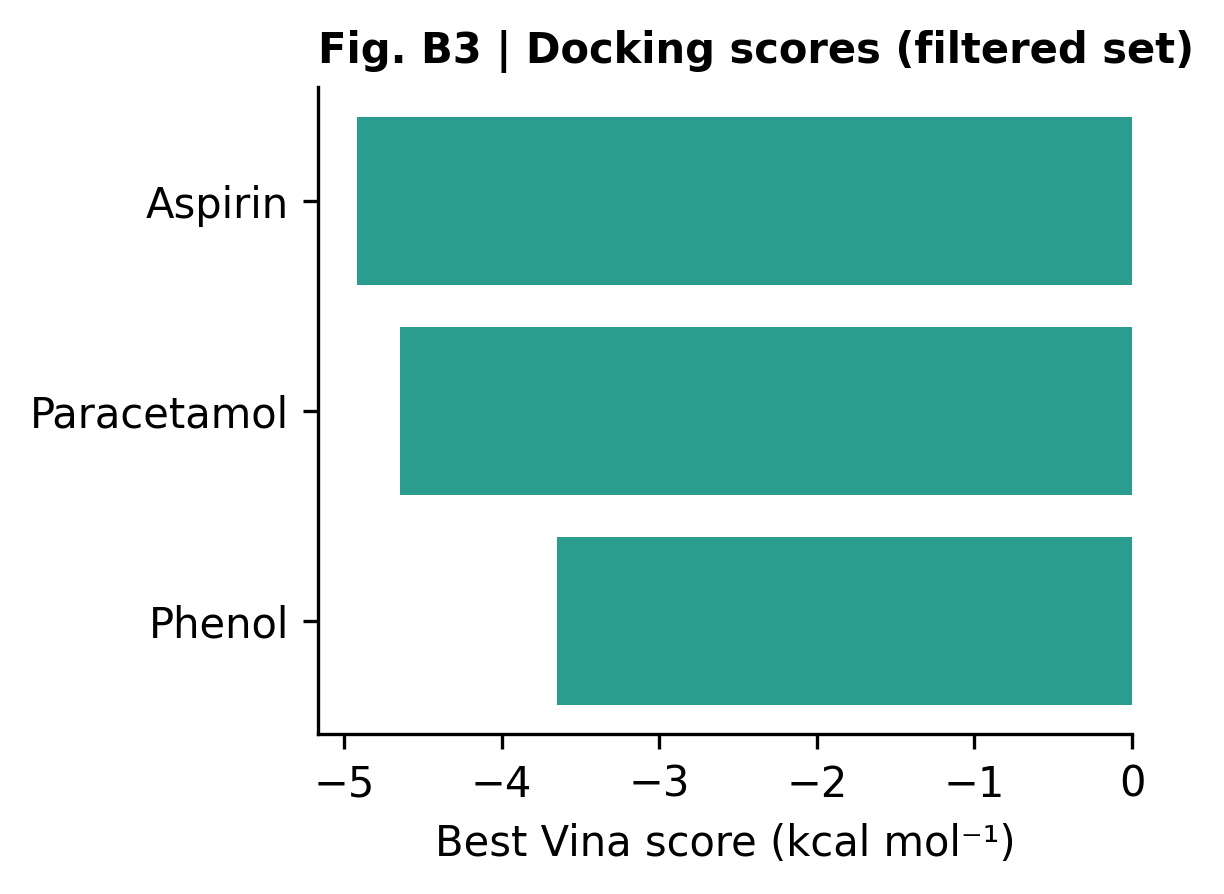 Fig. B3 | Docking scores (filtered set)
Aspirin
Paracetamol
Phenol
−5 −4 −3 −2 −1 0
Best Vina score (kcal mol⁻¹)